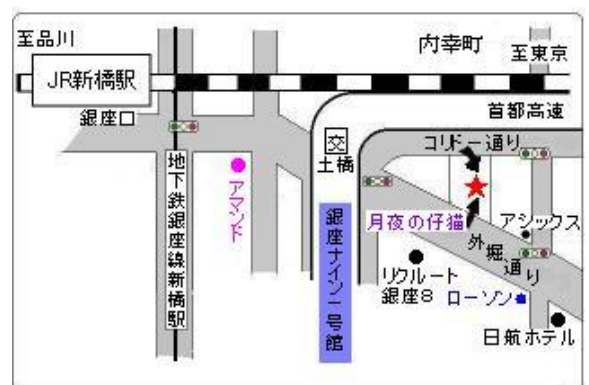 至品川
内幸町
至東京
JR新橋駅
首都高速
銀座口
交
土橋
コリドー通り
地下鉄銀座線新橋駅
アマンド
銀座ナイン一号館
月夜の仔猫
アシックス
外堀通り
リクルート
銀座8
ローソン
日航ホテル